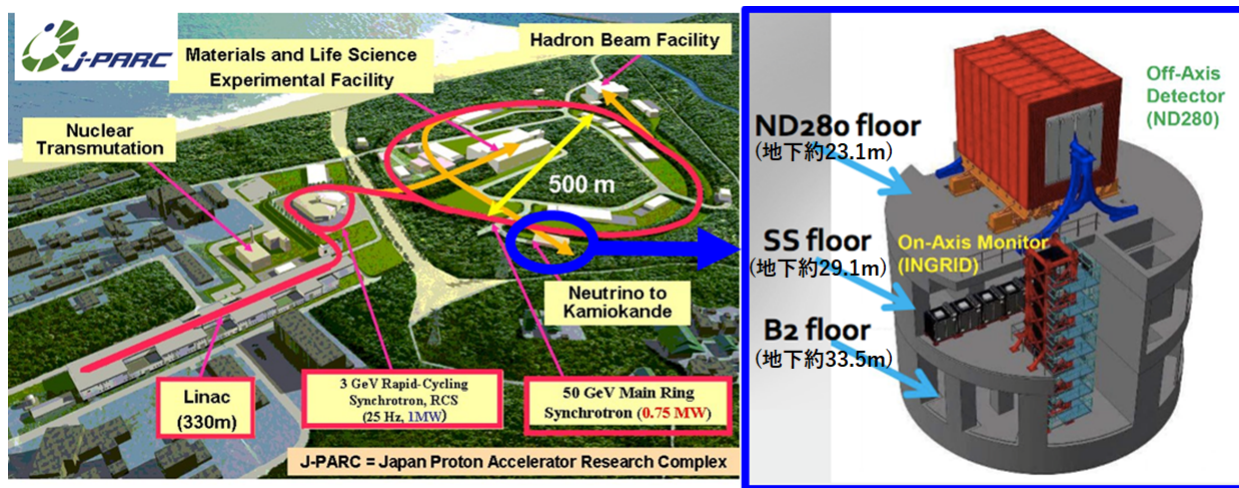 J-PARC
Materials and Life Science
Experimental Facility
Hadron Beam Facility
Nuclear
Transmutation
500 m
Neutrino to
Kamiokande
Linac
(330m)
3 GeV Rapid-Cycling
Synchrotron, RCS
(25 Hz, 1MW)
50 GeV Main Ring
Synchrotron (0.75 MW)
J-PARC = Japan Proton Accelerator Research Complex
Off-Axis
Detector
(ND280)
ND280 floor
(地下約23.1m)
SS floor
(地下約29.1m)
On-Axis Monitor
(INGRID)
B2 floor
(地下約33.5m)